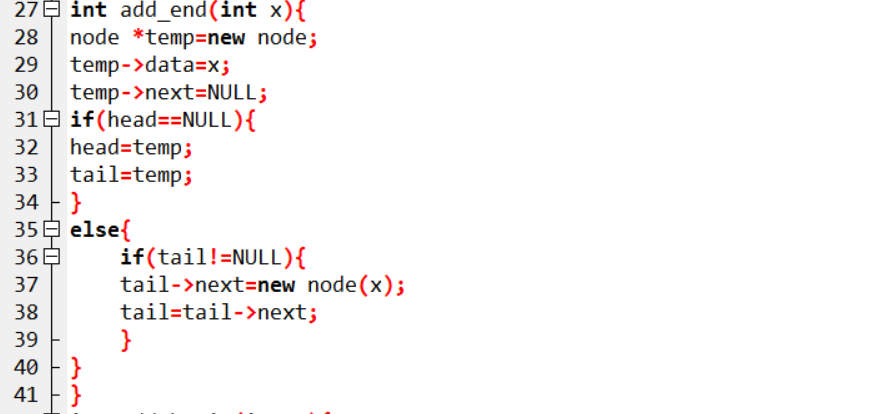 27 int add_end(int x){
28 node *temp=new node;
29 temp->data=x;
30 temp->next=NULL;
31 if(head==NULL){
32 head=temp;
33 tail=temp;
34 }
35 else{
36 if(tail!=NULL){
37 tail->next=new node(x);
38 tail=tail->next;
39 }
40 }
41 }